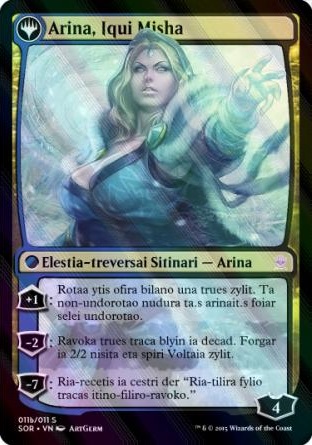 Arina, Iqui Misha
Elestia-treversai Sitinari — Arina
+1: Rotaa ytis ofira bilano una trues zylit. Ta
non-undorotao nudura ta.s arinait.s foiar
selei undorotao.
-2: Ravoka trues traca blyin ia decad. Forgar
ia 2/2 nisita eta spiri Voltaia zylit.
-7: Ria-recetis ia cestri der “Ria-tilira fylio
tracas itino-filiro-ravoko.”
4
011b/011 S
SOR • VN ArtGerm
™ & © 2015 Wizards of the Coast